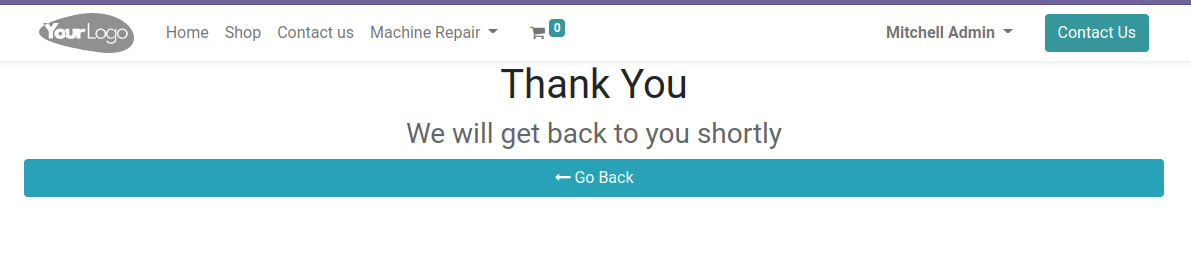 YourLogo Home Shop Contact us Machine Repair 0 Mitchell Admin Contact Us
Thank You
We will get back to you shortly
Go Back